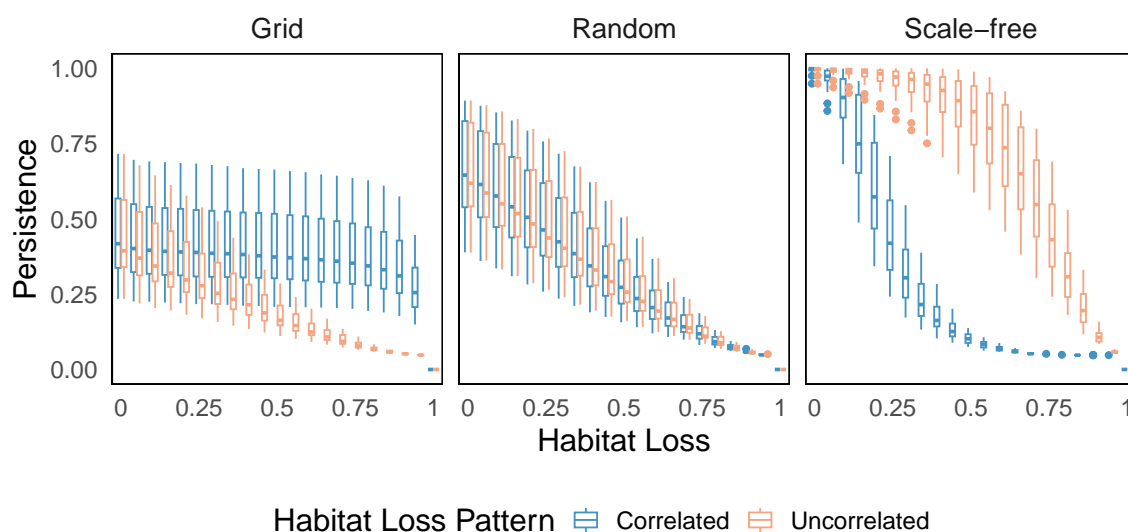 Grid Random Scale−free
1.00
0.75
0.50
0.25
0.00
Persistence
0 0.25 0.5 0.75 1 0 0.25 0.5 0.75 1 0 0.25 0.5 0.75 1
Habitat Loss
Habitat Loss Pattern Correlated Uncorrelated